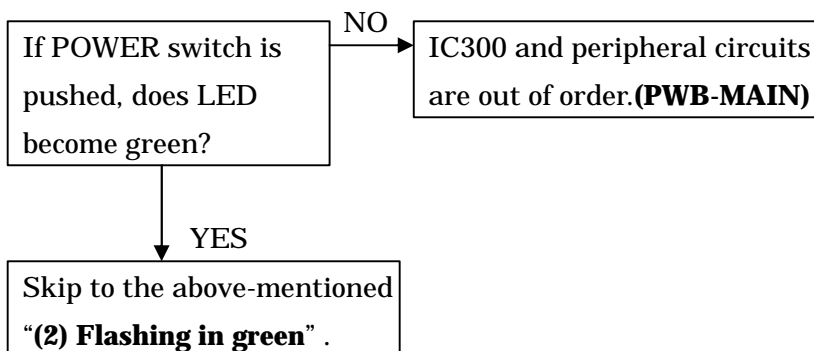 If POWER switch is
pushed, does LED
become green?
NO
IC300 and peripheral circuits
are out of order.(PWB-MAIN)
YES
Skip to the above-mentioned
“(2) Flashing in green” .